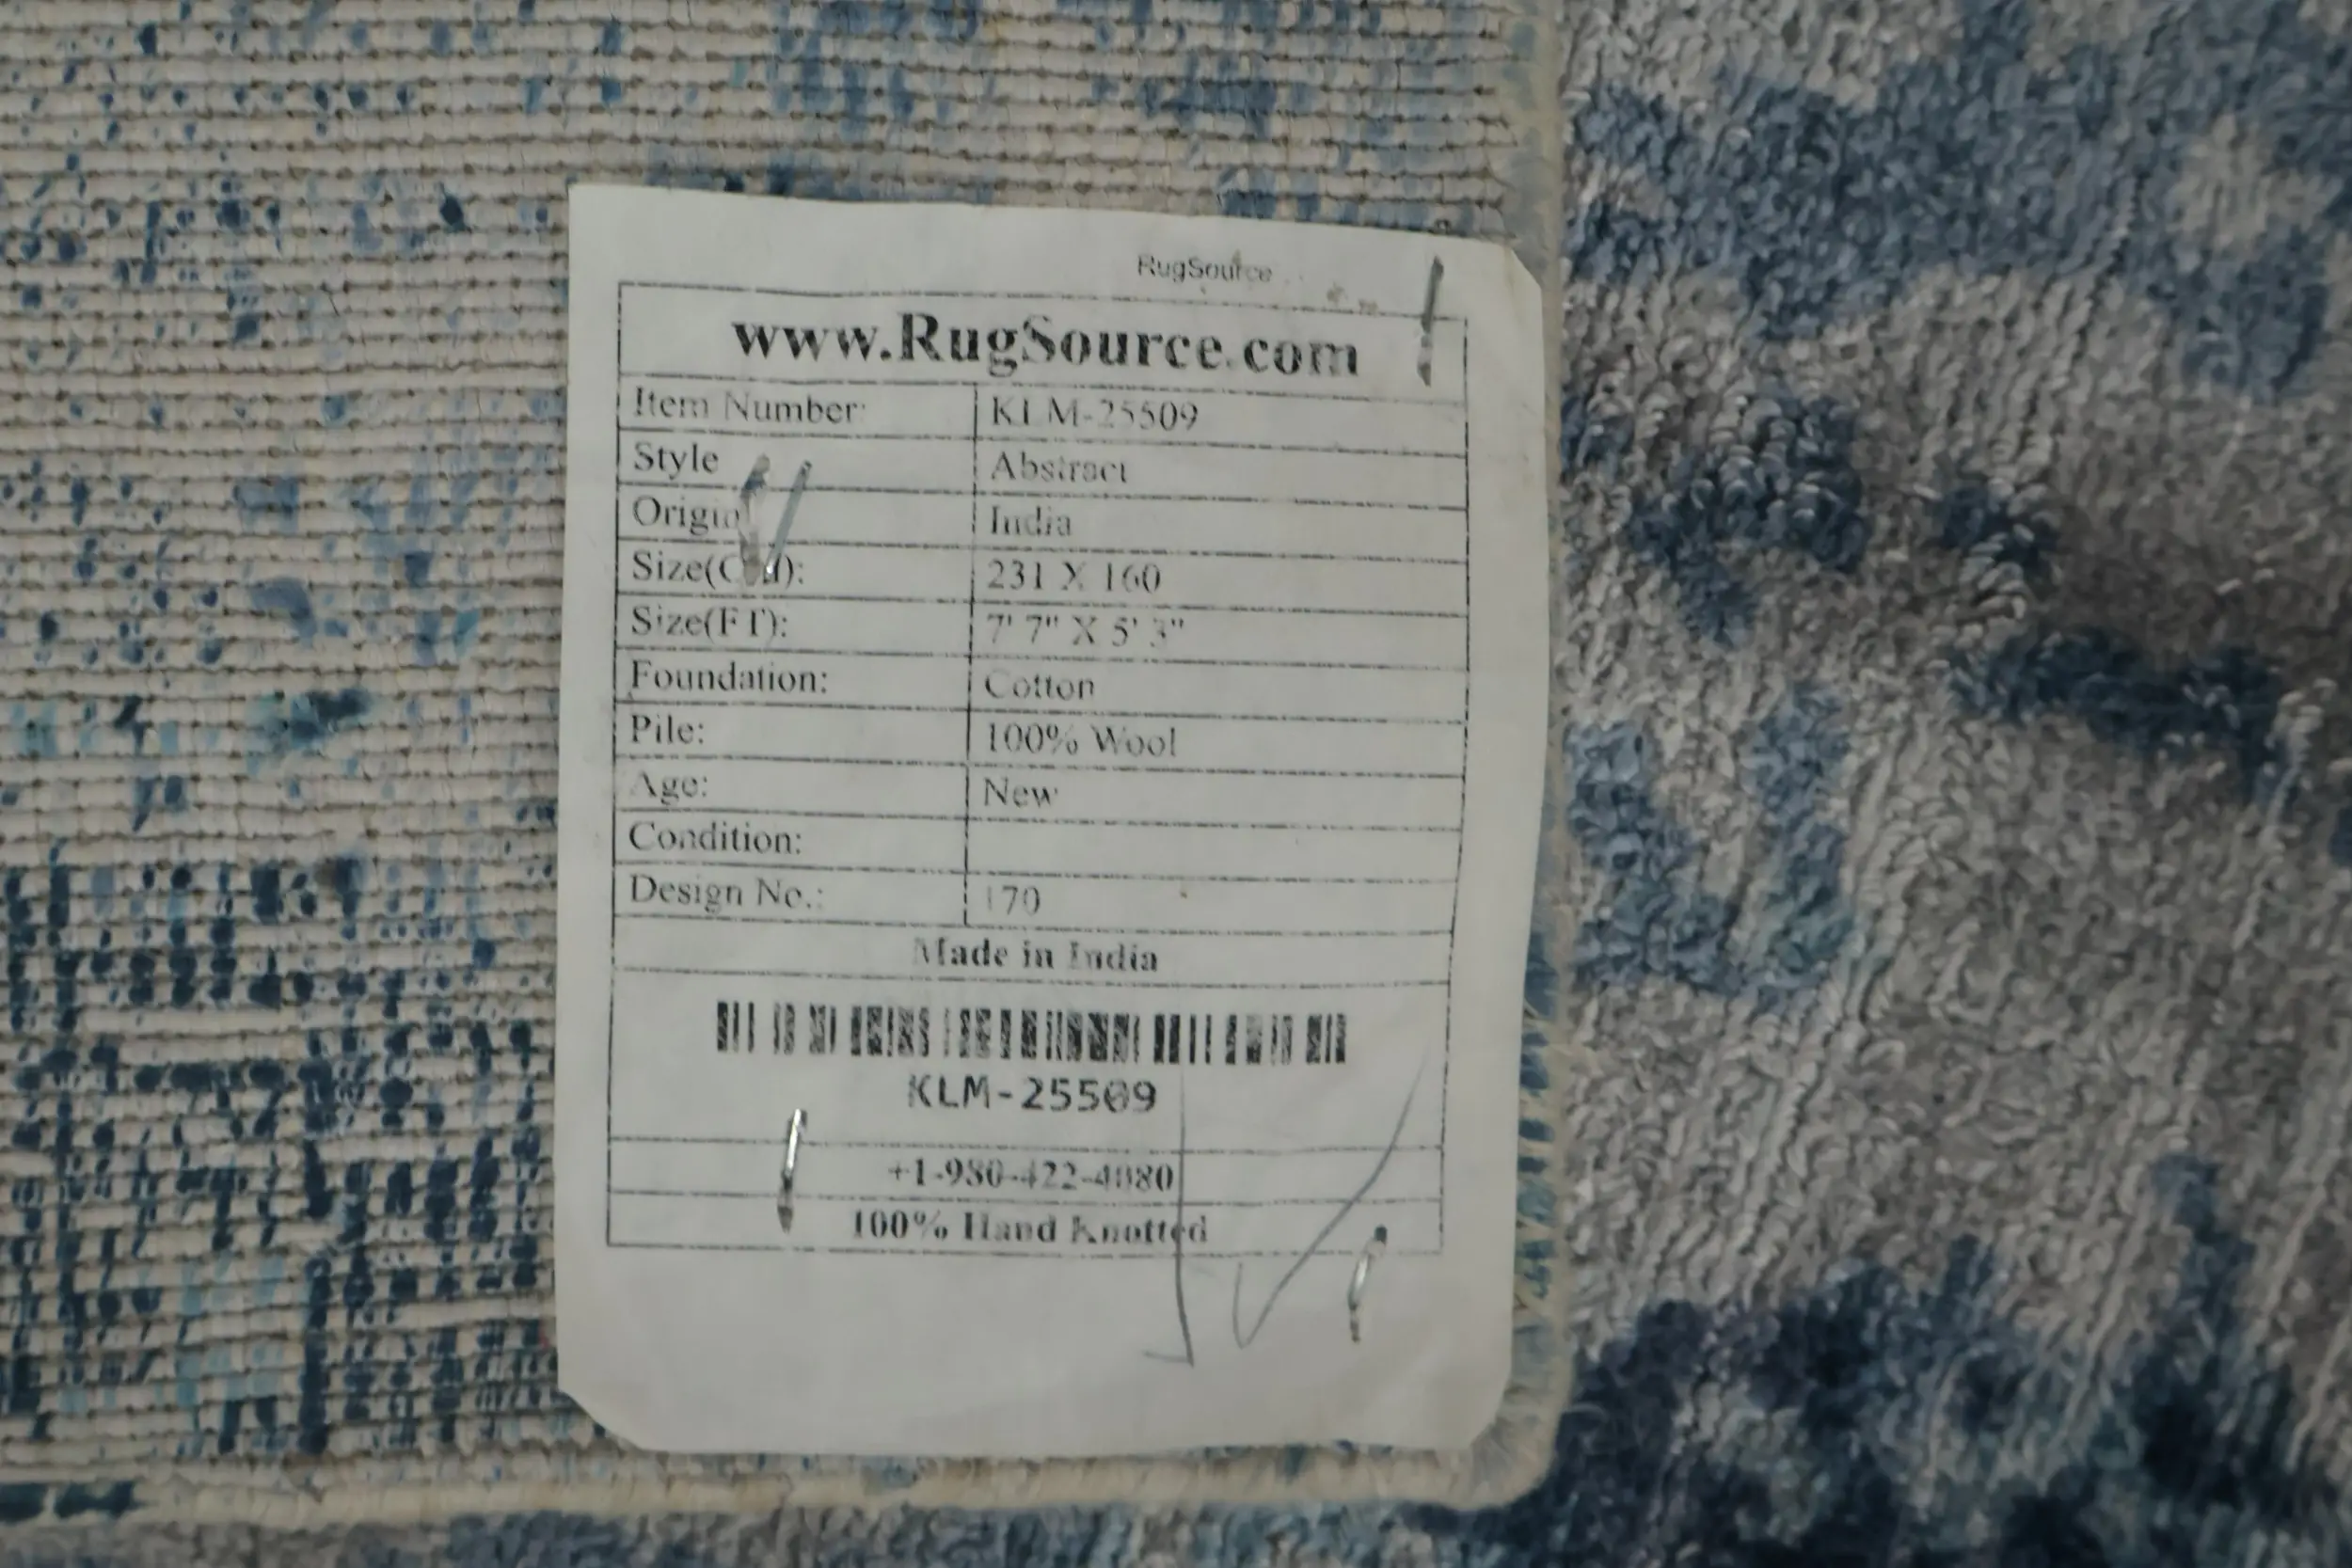 RugSource
www.RugSource.com
Item Number: KLM-25509
Style Abstract
Origin India
Size(CM): 231 X 160
Size(FT): 7' 7" X 5' 3"
Foundation: Cotton
Pile: 100% Wool
Age: New
Condition:
Design No.: 170
Made in India
KLM-25509
+1-980-422-4080
100% Hand Knotted